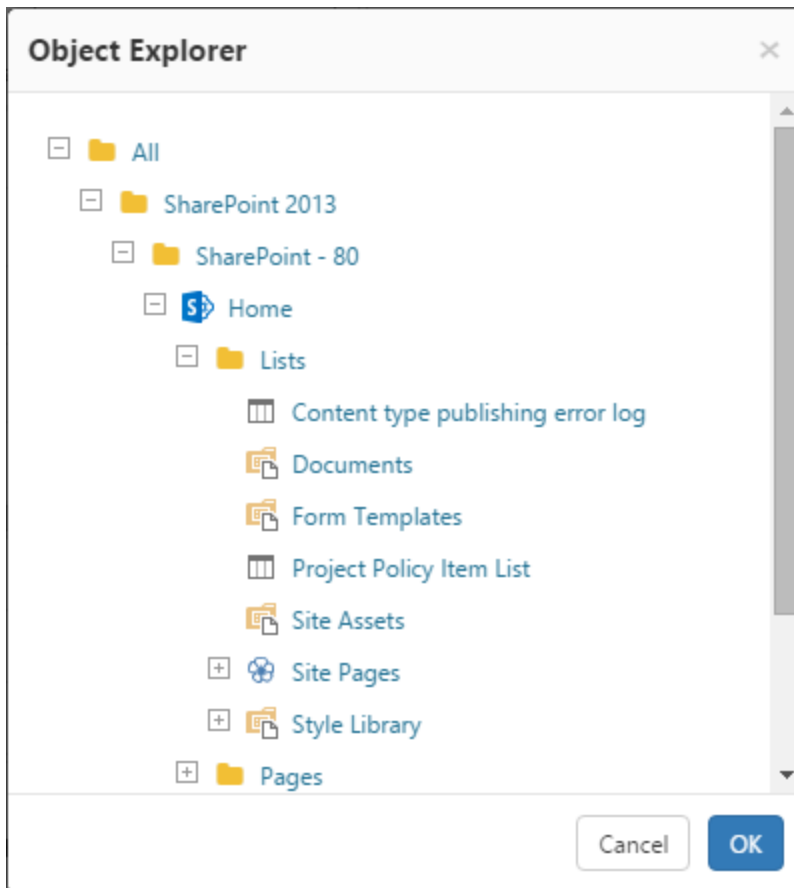 Object Explorer
All
SharePoint 2013
SharePoint - 80
Home
Lists
Content type publishing error log
Documents
Form Templates
Project Policy Item List
Site Assets
Site Pages
Style Library
Pages
Cancel
OK